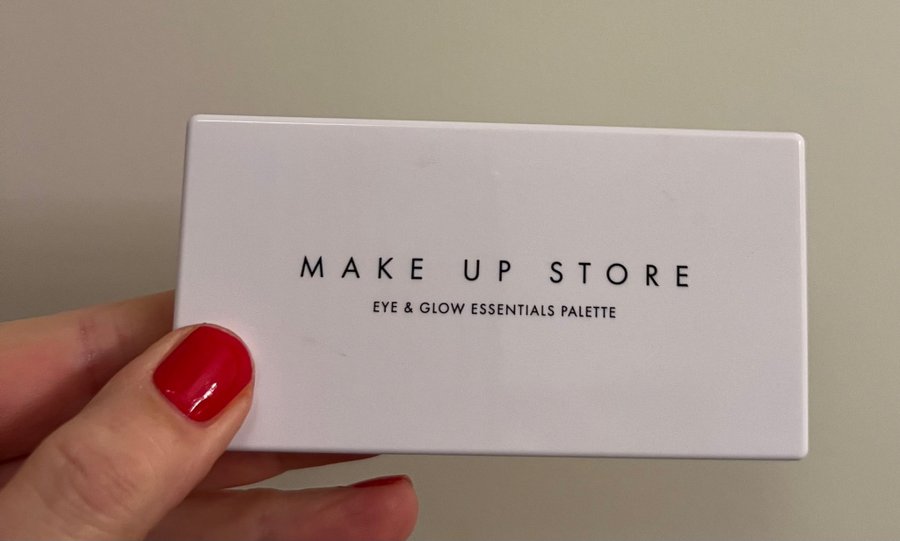 MAKE UP STORE
EYE & GLOW ESSENTIALS PALETTE